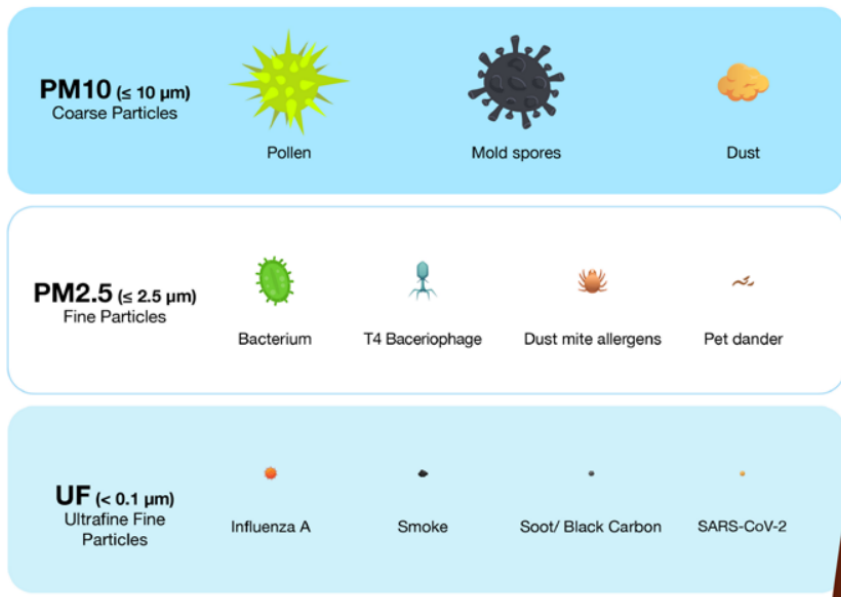 PM10 (≤ 10 µm)
Coarse Particles
Pollen
Mold spores
Dust
PM2.5 (≤ 2.5 µm)
Fine Particles
Bacterium
T4 Baceriophage
Dust mite allergens
Pet dander
UF (< 0.1 µm)
Ultrafine Fine
Particles
Influenza A
Smoke
Soot/ Black Carbon
SARS-CoV-2